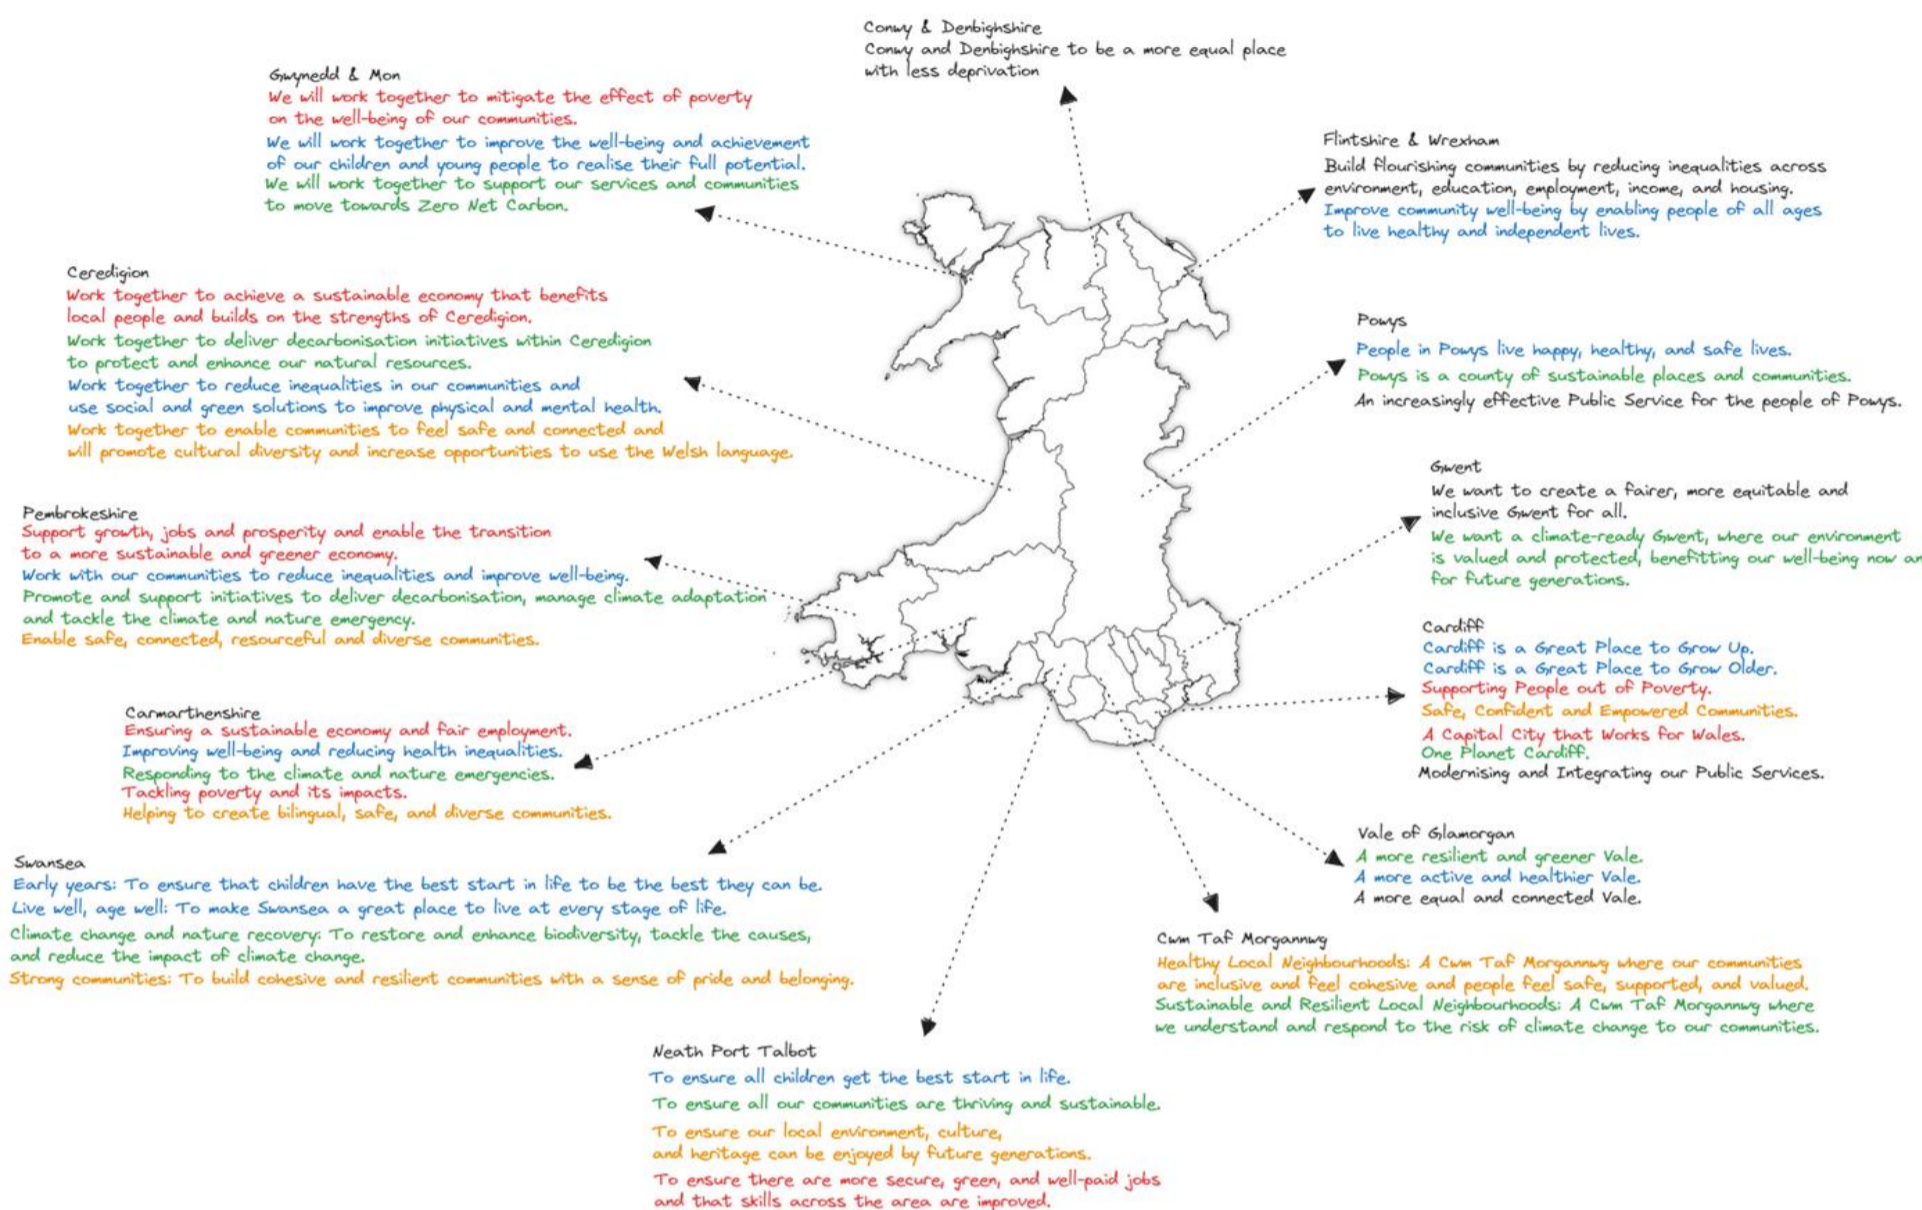 Conwy & Denbighshire
Conwy and Denbighshire to be a more equal place
with less deprivation
Gwynedd & Mon
We will work together to mitigate the effect of poverty
on the well-being of our communities.
We will work together to improve the well-being and achievement
of our children and young people to realise their full potential.
We will work together to support our services and communities
to move towards Zero Net Carbon.
Flintshire & Wrexham
Build flourishing communities by reducing inequalities across
environment, education, employment, income, and housing.
Improve community well-being by enabling people of all ages
to live healthy and independent lives.
Ceredigion
Work together to achieve a sustainable economy that benefits
local people and builds on the strengths of Ceredigion.
Work together to deliver decarbonisation initiatives within Ceredigion
to protect and enhance our natural resources.
Work together to reduce inequalities in our communities and
use social and green solutions to improve physical and mental health.
Work together to enable communities to feel safe and connected and
will promote cultural diversity and increase opportunities to use the Welsh language.
Powys
People in Powys live happy, healthy, and safe lives.
Powys is a county of sustainable places and communities.
An increasingly effective Public Service for the people of Powys.
Gwent
We want to create a fairer, more equitable and
inclusive Gwent for all.
We want a climate-ready Gwent, where our environment
is valued and protected, benefitting our well-being now an
for future generations.
Pembrokeshire
Support growth, jobs and prosperity and enable the transition
to a more sustainable and greener economy.
Work with our communities to reduce inequalities and improve well-being.
Promote and support initiatives to deliver decarbonisation, manage climate adaptation
and tackle the climate and nature emergency.
Enable safe, connected, resourceful and diverse communities.
Cardiff
Cardiff is a Great Place to Grow Up.
Cardiff is a Great Place to Grow Older.
Supporting People out of Poverty.
Safe, Confident and Empowered Communities.
A Capital City that Works for Wales.
One Planet Cardiff.
Modernising and Integrating our Public Services.
Carmarthenshire
Ensuring a sustainable economy and fair employment.
Improving well-being and reducing health inequalities.
Responding to the climate and nature emergencies.
Tackling poverty and its impacts.
Helping to create bilingual, safe, and diverse communities.
Vale of Glamorgan
A more resilient and greener Vale.
A more active and healthier Vale.
A more equal and connected Vale.
Swansea
Early years: To ensure that children have the best start in life to be the best they can be.
Live well, age well: To make Swansea a great place to live at every stage of life.
Climate change and nature recovery: To restore and enhance biodiversity, tackle the causes,
and reduce the impact of climate change.
Strong communities: To build cohesive and resilient communities with a sense of pride and belonging.
Cwm Taf Morgannwg
Healthy Local Neighbourhoods: A Cwm Taf Morgannwg where our communities
are inclusive and feel cohesive and people feel safe, supported, and valued.
Sustainable and Resilient Local Neighbourhoods: A Cwm Taf Morgannwg where
we understand and respond to the risk of climate change to our communities.
Neath Port Talbot
To ensure all children get the best start in life.
To ensure all our communities are thriving and sustainable.
To ensure our local environment, culture,
and heritage can be enjoyed by future generations.
To ensure there are more secure, green, and well-paid jobs
and that skills across the area are improved.